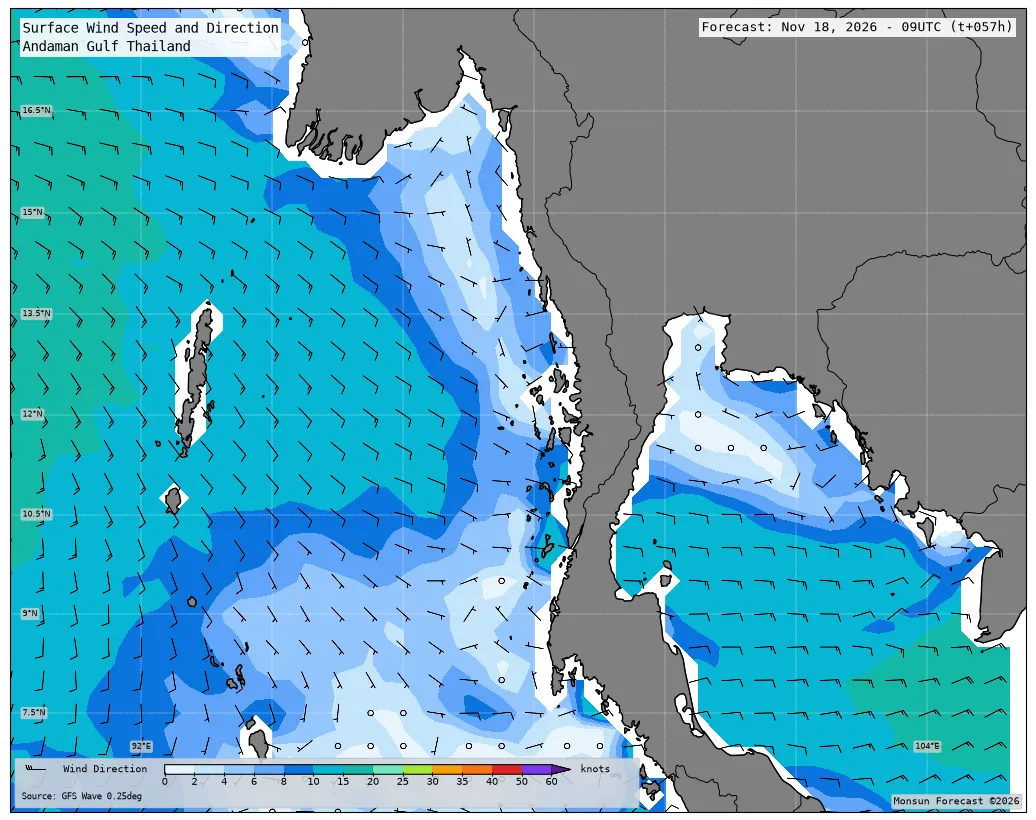 Surface Wind Speed and Direction
Andaman Gulf Thailand
Forecast: Nov 18, 2026 - 09UTC (t+057h)
16.5°N
15°N
13.5°N
12°N
10.5°N
9°N
7.5°N
92°E
104°E
Wind Direction
knots
0 2 4 6 8 10 15 20 25 30 35 40 50 60
Source: GFS Wave 0.25deg
Monsun Forecast ©2026